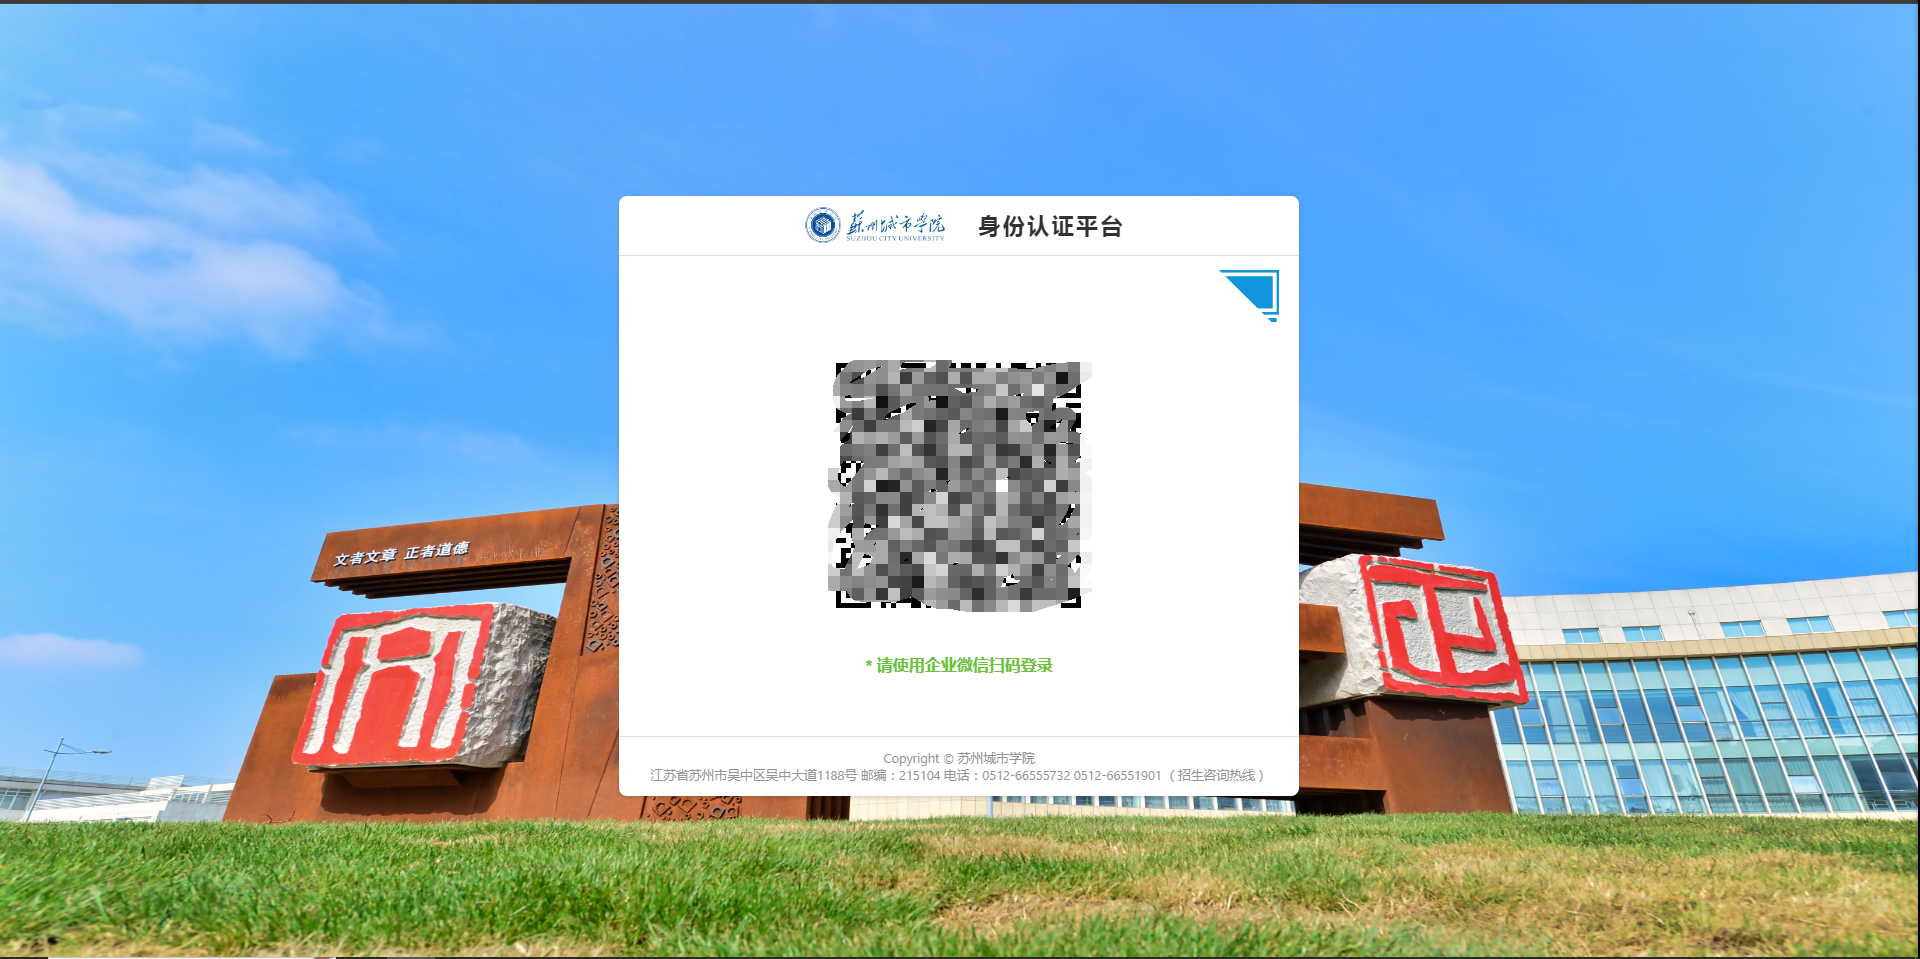 蘇州城市学院
SUZHOU CITY UNIVERSITY
身份认证平台
文者文章 正者道德
* 请使用企业微信扫码登录
Copyright © 苏州城市学院
江苏省苏州市吴中区吴中大道1188号 邮编：215104 电话：0512-66555732 0512-66551901 （ 招生咨询热线 ）